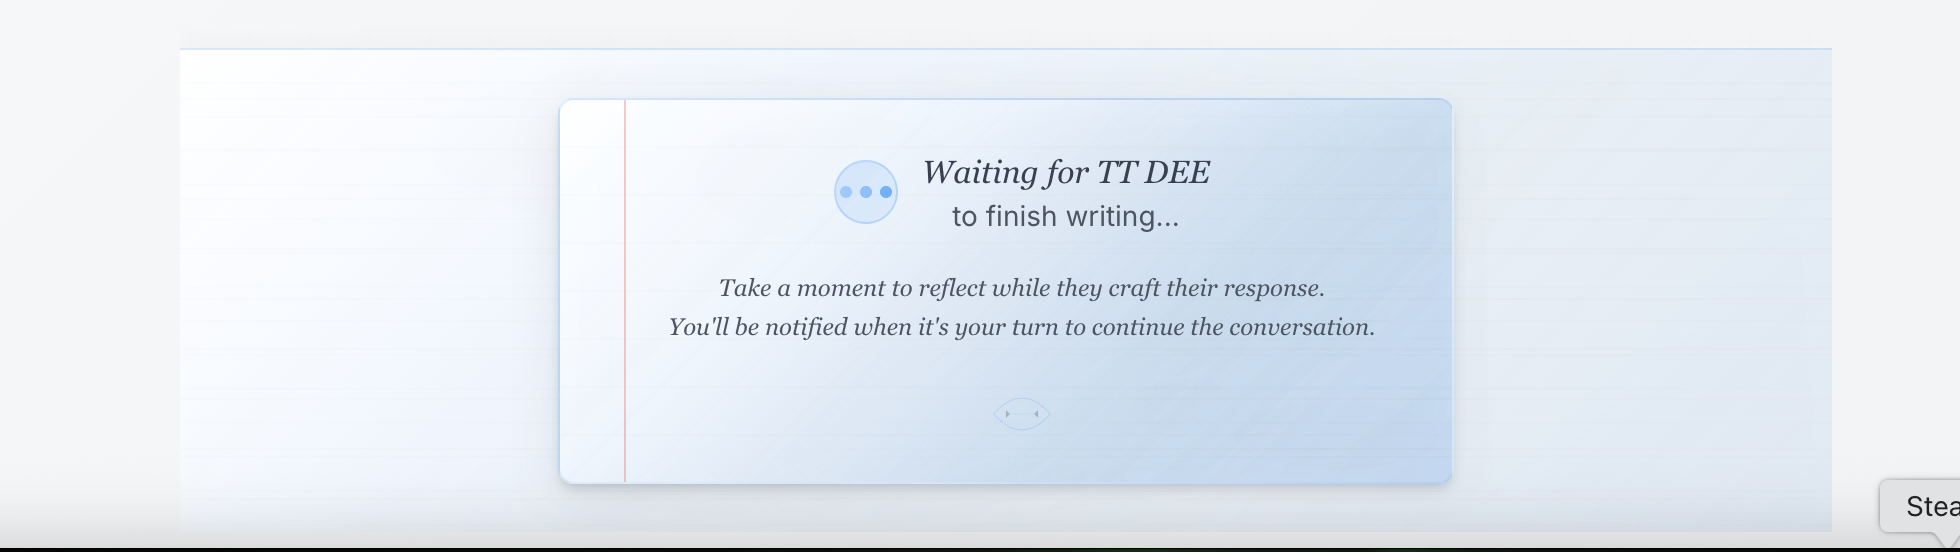 Waiting for TT DEE
to finish writing...
Take a moment to reflect while they craft their response.
You'll be notified when it's your turn to continue the conversation.